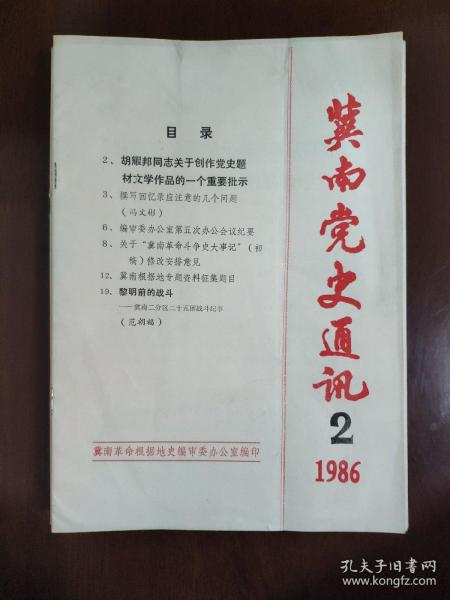 目录
2、胡耀邦同志关于创作党史题
材文学作品的一个重要批示
3、撰写回忆录应注意的几个问题
（冯文彬）
6、编审委办公室第五次办公会议纪要
8、关于“冀南革命斗争史大事记”（初
稿）修改安排意见
12、冀南根据地专题资料征集题目
19、黎明前的战斗
——冀南二分区二十五团战斗纪事
（范朝福）
冀南革命根据地史编审委办公室编印
冀南党史通讯
2
1986
孔夫子旧书网
www.kongfz.com